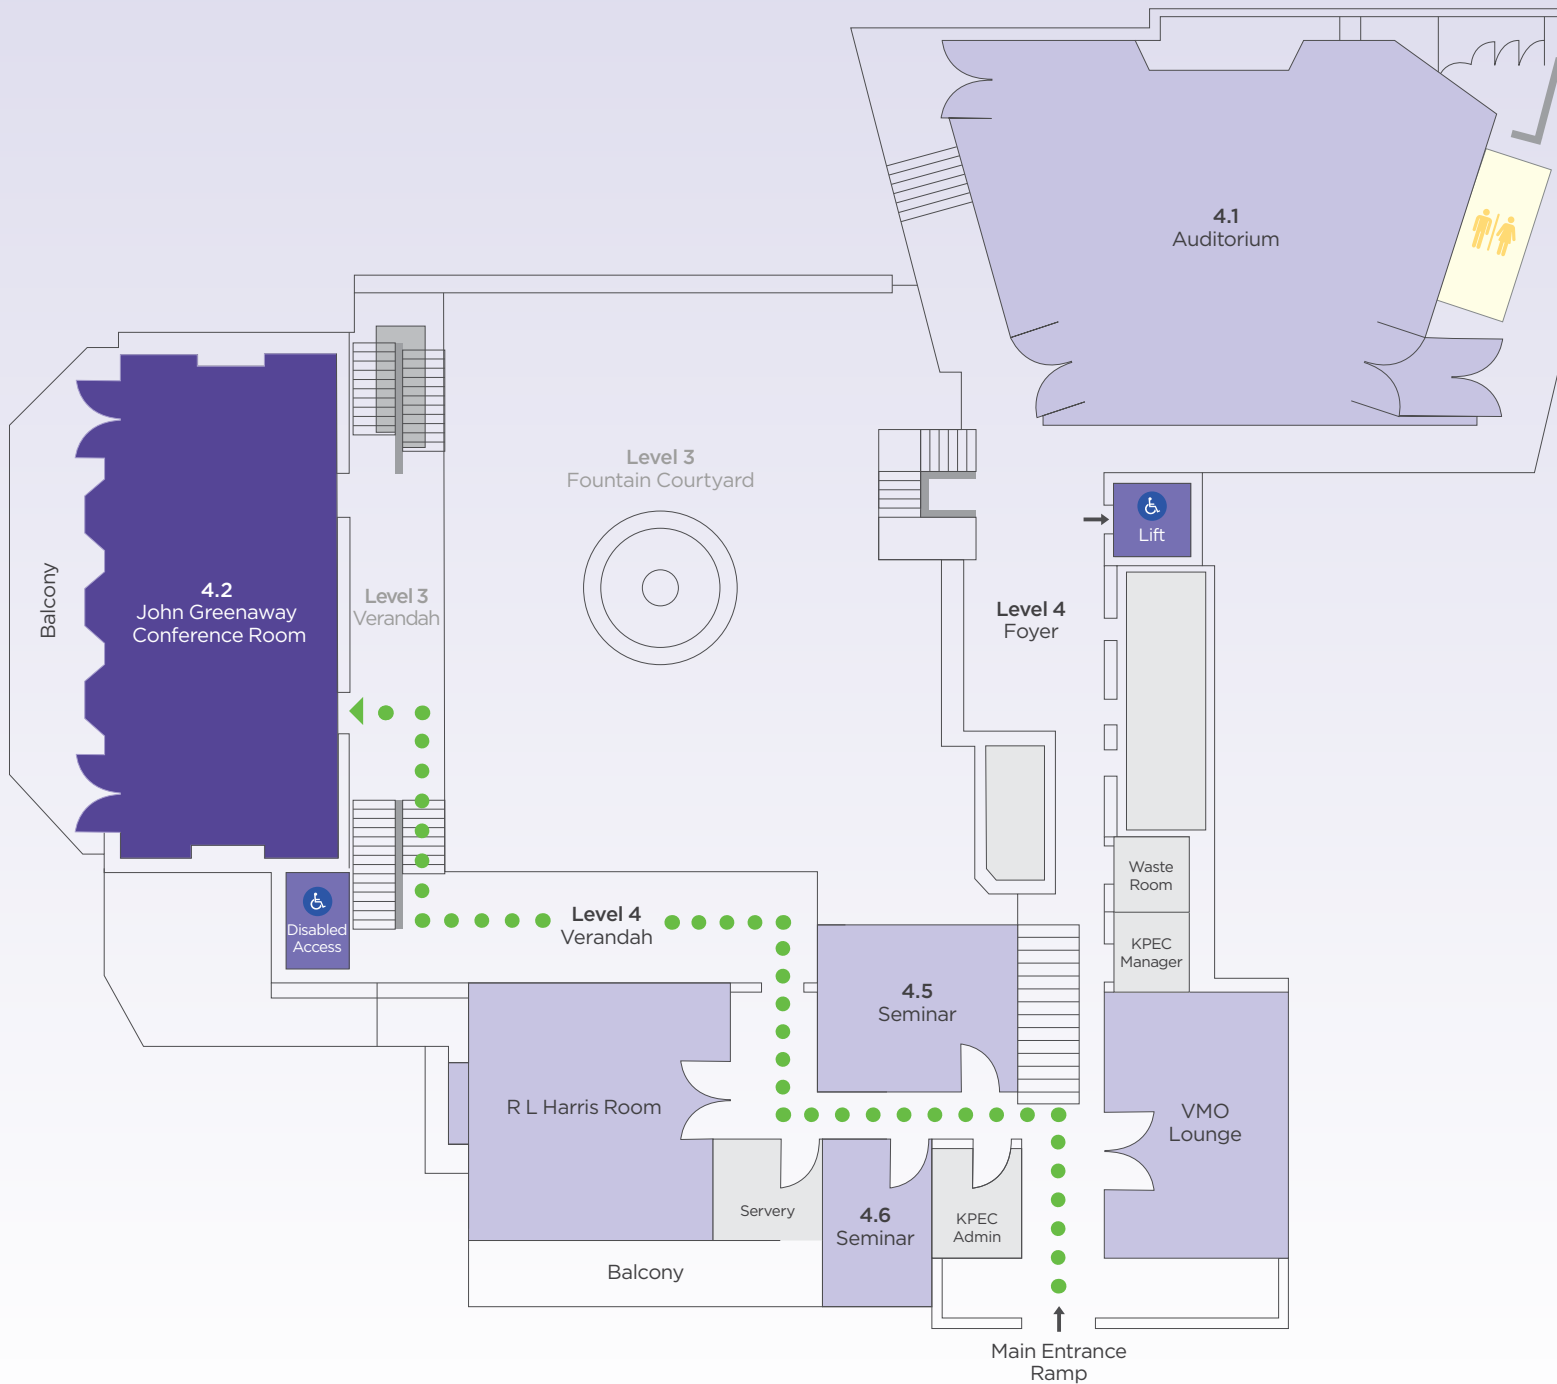 4.1
Auditorium
Level 3
Fountain Courtyard
Lift
Balcony
4.2
John Greenaway
Conference Room
Level 3
Verandah
Level 4
Foyer
Waste
Room
KPEC
Manager
Disabled
Access
Level 4
Verandah
4.5
Seminar
R L Harris Room
VMO
Lounge
Servery
4.6
Seminar
KPEC
Admin
Balcony
Main Entrance
Ramp